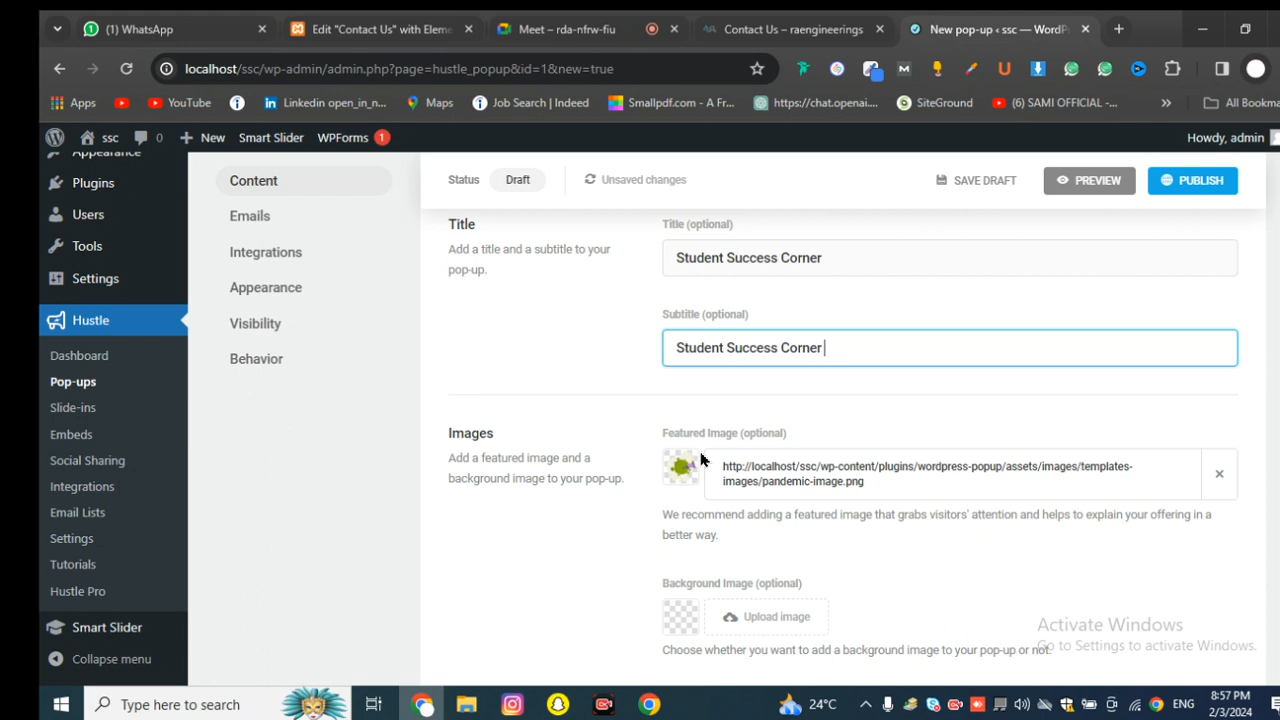 (1) WhatsApp
Edit "Contact Us" with Eleme
Meet – rda-nfrw-fiu
Contact Us – raengineerings
New pop-up ‹ ssc — WordP
localhost/ssc/wp-admin/admin.php?page=hustle_popup&id=1&new=true
Apps
YouTube
Linkedin open_in_n...
Maps
Job Search | Indeed
Smallpdf.com - A Fr...
https://chat.openai....
SiteGround
(6) SAMI OFFICIAL -...
»
All Bookma
ssc
0
New
Smart Slider
WPForms 1
Howdy, admin
Appearance
Plugins
Users
Tools
Settings
Hustle
Dashboard
Pop-ups
Slide-ins
Embeds
Social Sharing
Integrations
Email Lists
Settings
Tutorials
Hustle Pro
Smart Slider
Collapse menu
Content
Emails
Integrations
Appearance
Visibility
Behavior
Status
Draft
Unsaved changes
SAVE DRAFT
PREVIEW
PUBLISH
Title
Add a title and a subtitle to your
pop-up.
Title (optional)
Student Success Corner
Subtitle (optional)
Student Success Corner
Images
Add a featured image and a
background image to your pop-up.
Featured Image (optional)
http://localhost/ssc/wp-content/plugins/wordpress-popup/assets/images/templates-
images/pandemic-image.png
We recommend adding a featured image that grabs visitors' attention and helps to explain your offering in a
better way.
Background Image (optional)
Upload image
Choose whether you want to add a background image to your pop-up or not.
Activate Windows
Go to Settings to activate Windows.
Type here to search
24°C
ENG
8:57 PM
2/3/2024